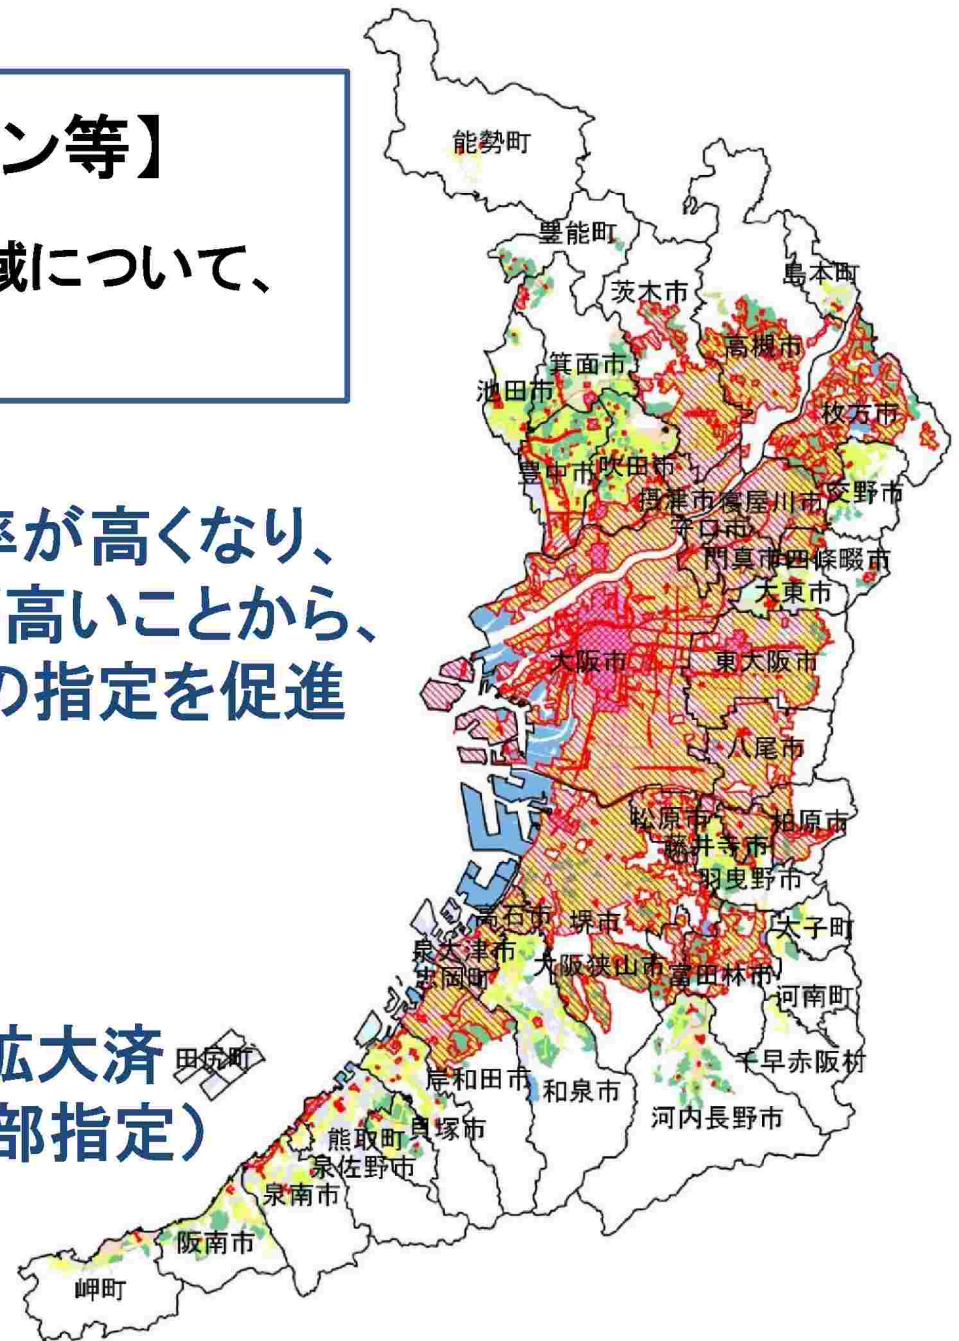 ン等】
域について、
率が高くなり、
高いことから、
の指定を促進
拡大済
部指定）
能勢町
豊能町
島本町
茨木市
高槻市
箕面市
池田市
枚方市
豊中市
吹田市
摂津市
寝屋川市
交野市
守口市
門真市
四條畷市
大東市
大阪市
東大阪市
八尾市
松原市
柏原市
藤井寺市
羽曳野市
高石市
堺市
太子町
泉大津市
大阪狭山市
富田林市
忠岡町
河南町
田尻町
千早赤阪村
岸和田市
和泉市
河内長野市
貝塚市
熊取町
泉佐野市
泉南市
阪南市
岬町